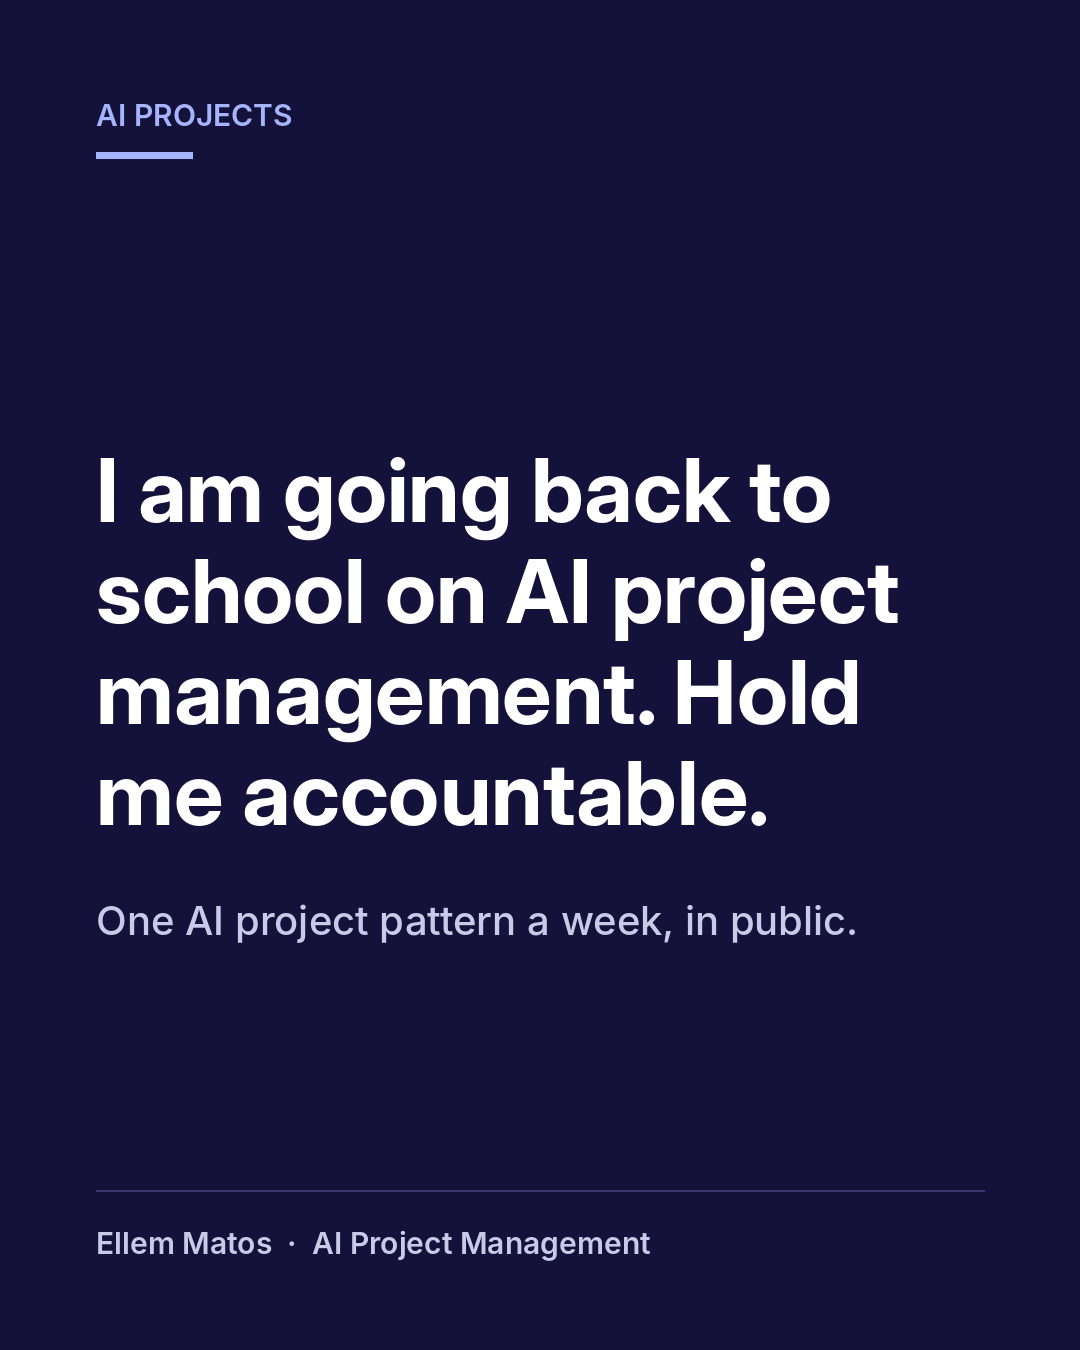 AI PROJECTS
I am going back to
school on AI project
management. Hold
me accountable.
One AI project pattern a week, in public.
Ellem Matos · AI Project Management